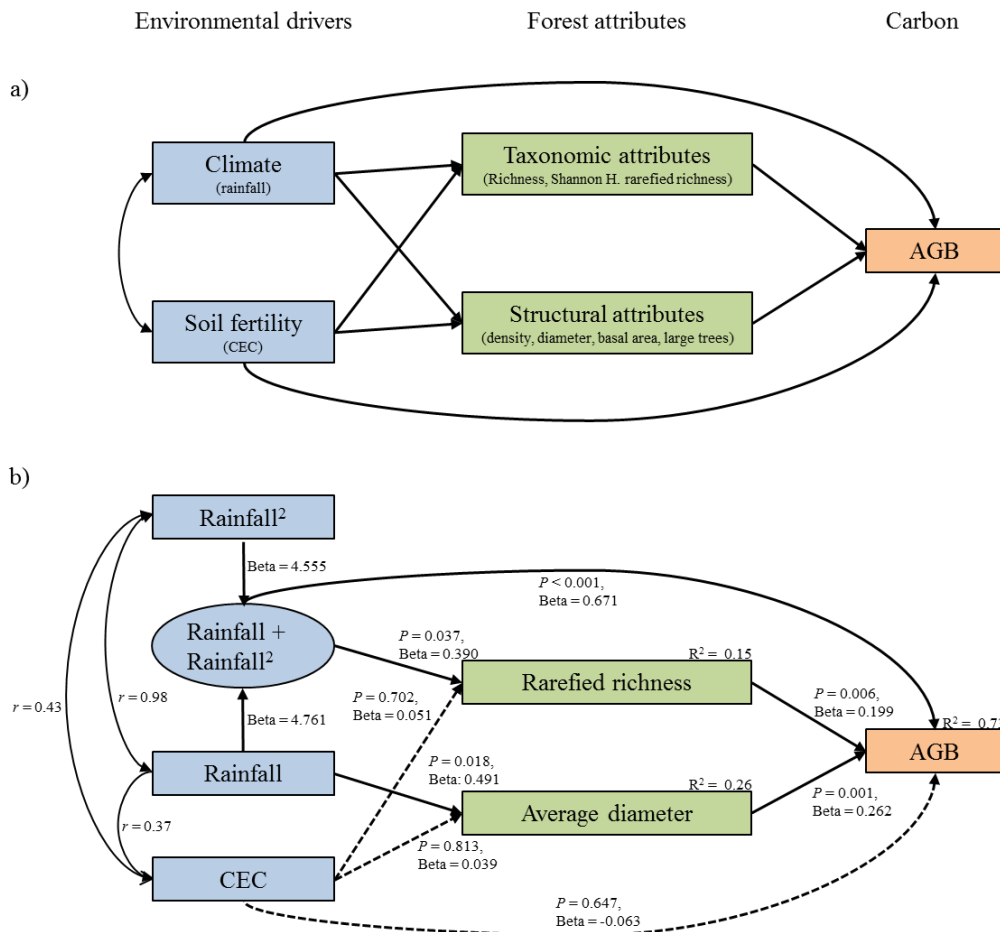 Environmental drivers
Forest attributes
Carbon
a)
Climate
(rainfall)
Taxonomic attributes
(Richness, Shannon H. rarefied richness)
AGB
Soil fertility
(CEC)
Structural attributes
(density, diameter, basal area, large trees)
b)
Rainfall²
Beta = 4.555
P < 0.001,
Beta = 0.671
Rainfall +
Rainfall²
P = 0.037,
Beta = 0.390
R² = 0.15
Rarefied richness
P = 0.702,
Beta = 0.051
P = 0.006,
Beta = 0.199
r = 0.43
r = 0.98
Beta = 4.761
R² = 0.7
AGB
Rainfall
P = 0.018,
Beta: 0.491
R² = 0.26
Average diameter
P = 0.001,
Beta = 0.262
r = 0.37
P = 0.813,
Beta = 0.039
CEC
P = 0.647,
Beta = -0.063